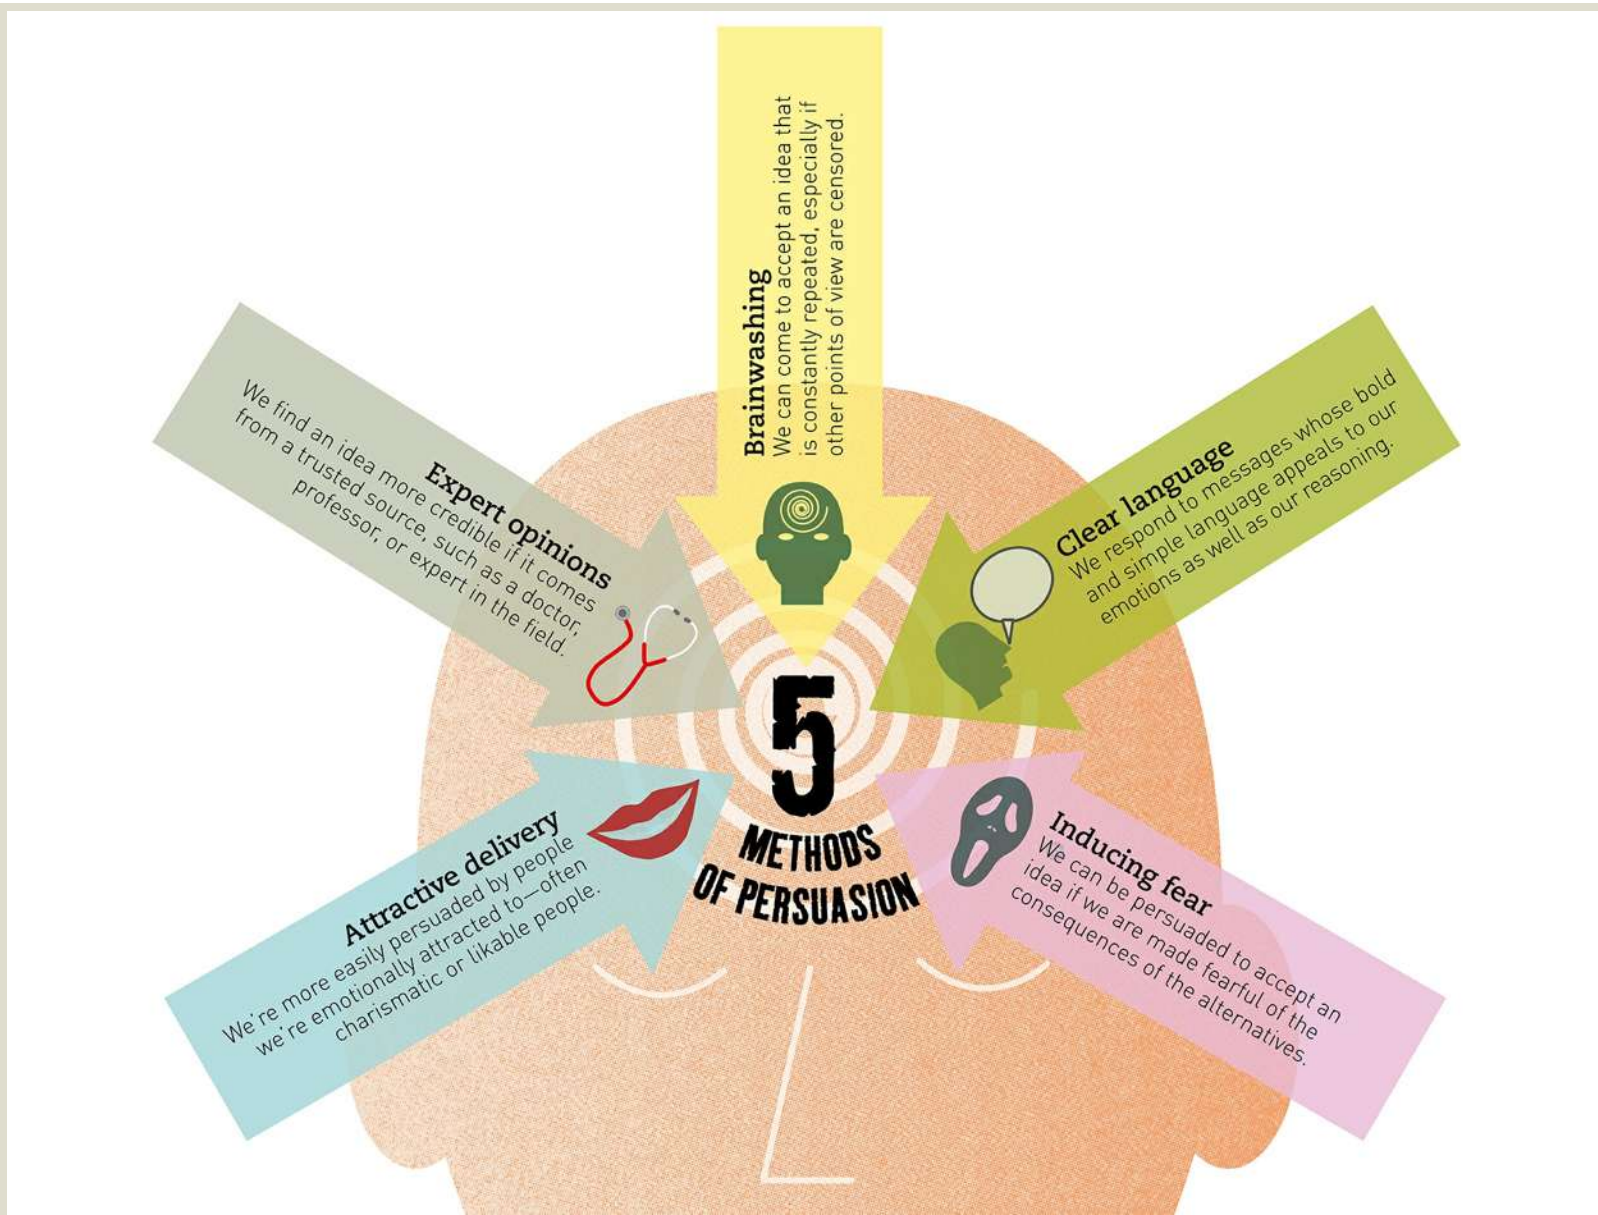 Brainwashing
We can come to accept an idea that
is constantly repeated, especially if
other points of view are censored.
Expert opinions
We find an idea more credible if it comes
from a trusted source, such as a doctor,
professor, or expert in the field.
Clear language
We respond to messages whose bold
and simple language appeals to our
emotions as well as our reasoning.
5
METHODS
OF PERSUASION
Attractive delivery
We're more easily persuaded by people
we're emotionally attracted to—often
charismatic or likable people.
Inducing fear
We can be persuaded to accept an
idea if we are made fearful of the
consequences of the alternatives.